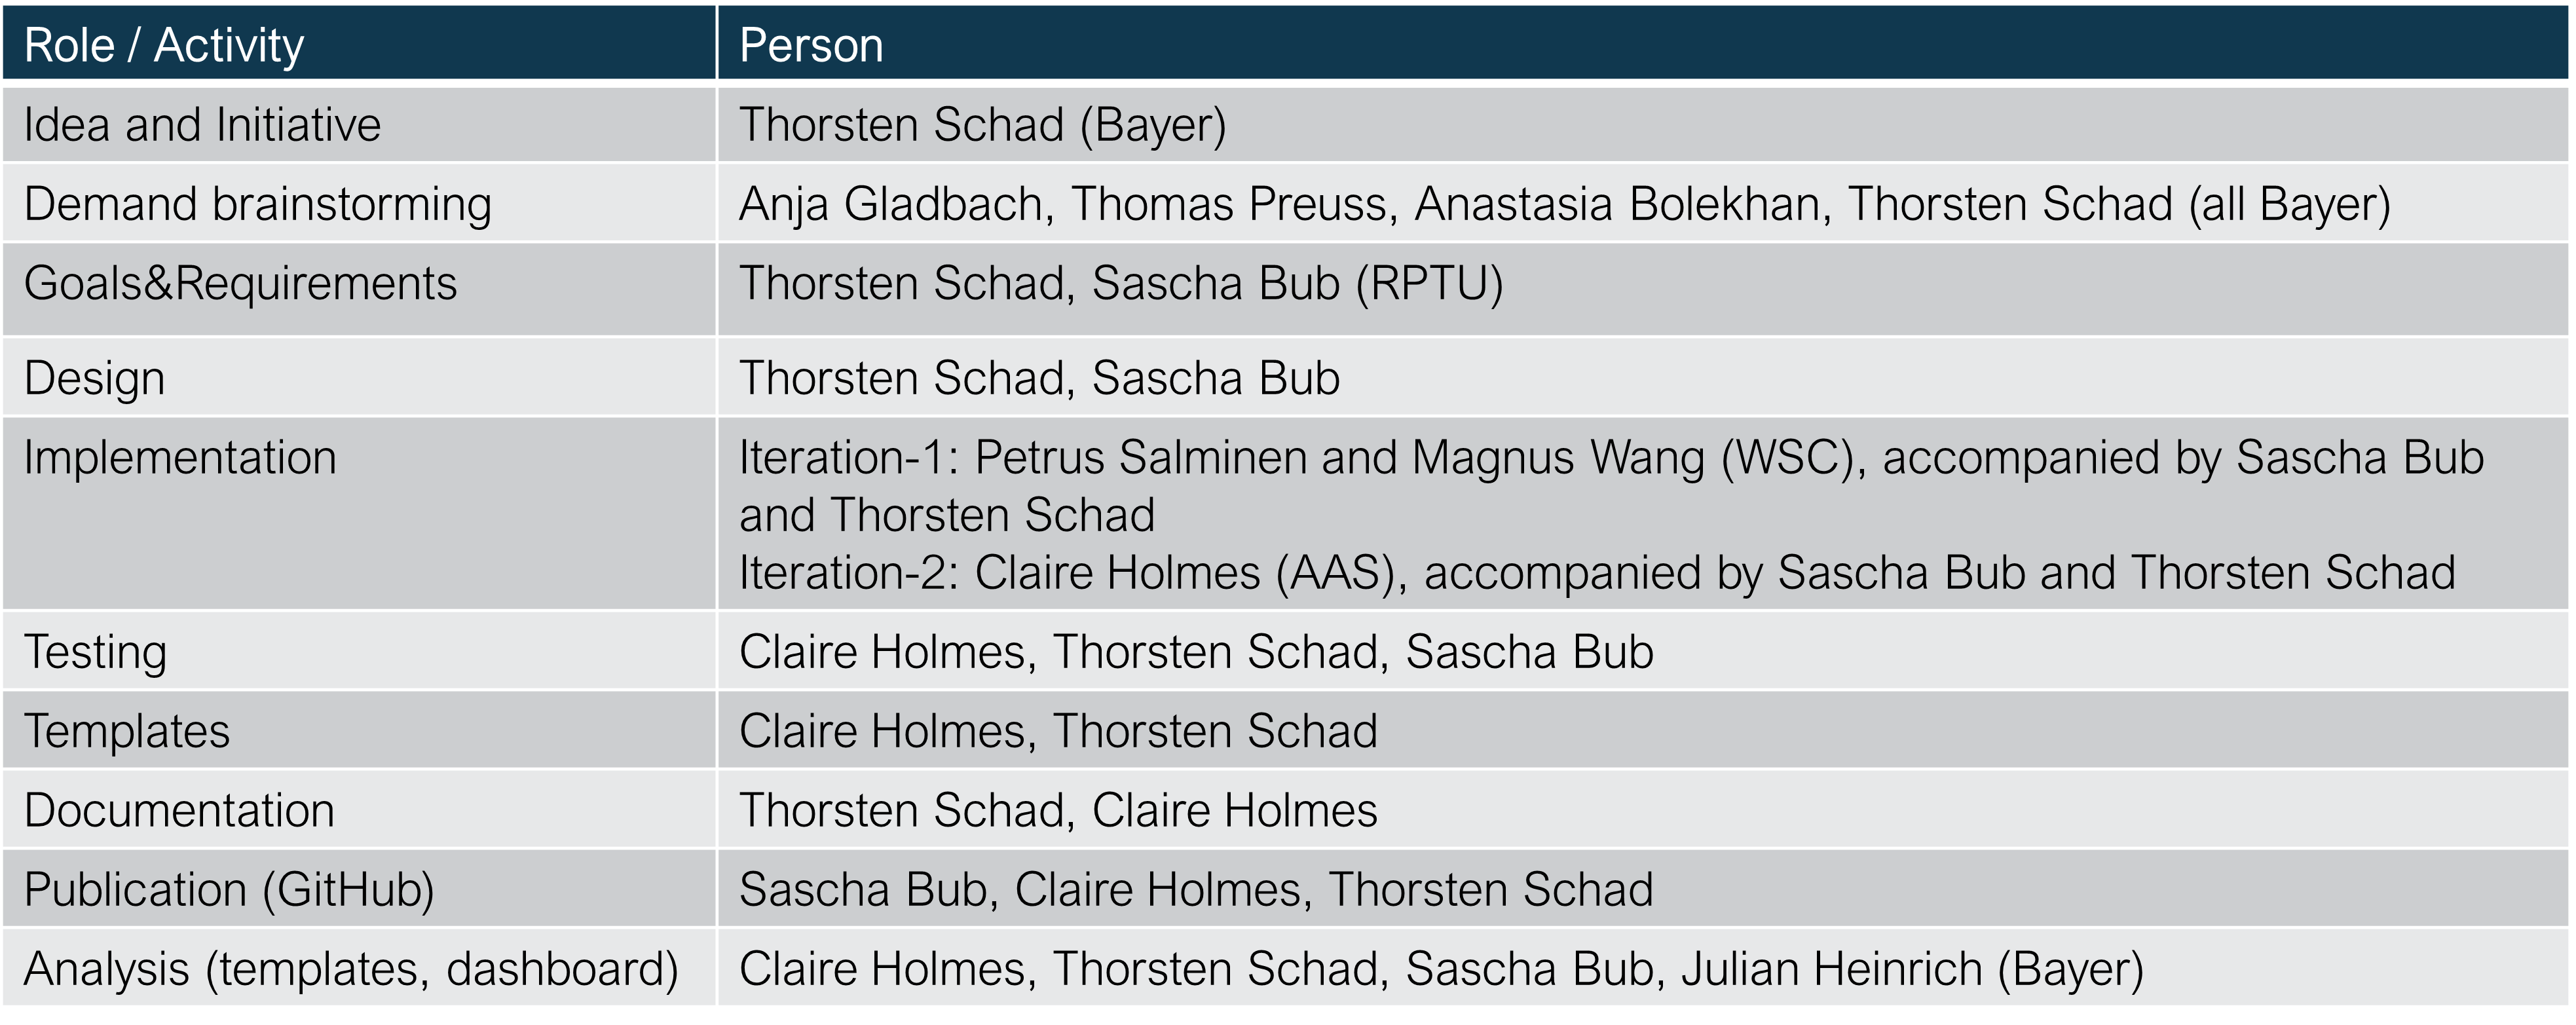 Role / Activity Person
Idea and Initiative Thorsten Schad (Bayer)
Demand brainstorming Anja Gladbach, Thomas Preuss, Anastasia Bolekhan, Thorsten Schad (all Bayer)
Goals&Requirements Thorsten Schad, Sascha Bub (RPTU)
Design Thorsten Schad, Sascha Bub
Implementation Iteration-1: Petrus Salminen and Magnus Wang (WSC), accompanied by Sascha Bub
and Thorsten Schad
Iteration-2: Claire Holmes (AAS), accompanied by Sascha Bub and Thorsten Schad
Testing Claire Holmes, Thorsten Schad, Sascha Bub
Templates Claire Holmes, Thorsten Schad
Documentation Thorsten Schad, Claire Holmes
Publication (GitHub) Sascha Bub, Claire Holmes, Thorsten Schad
Analysis (templates, dashboard) Claire Holmes, Thorsten Schad, Sascha Bub, Julian Heinrich (Bayer)